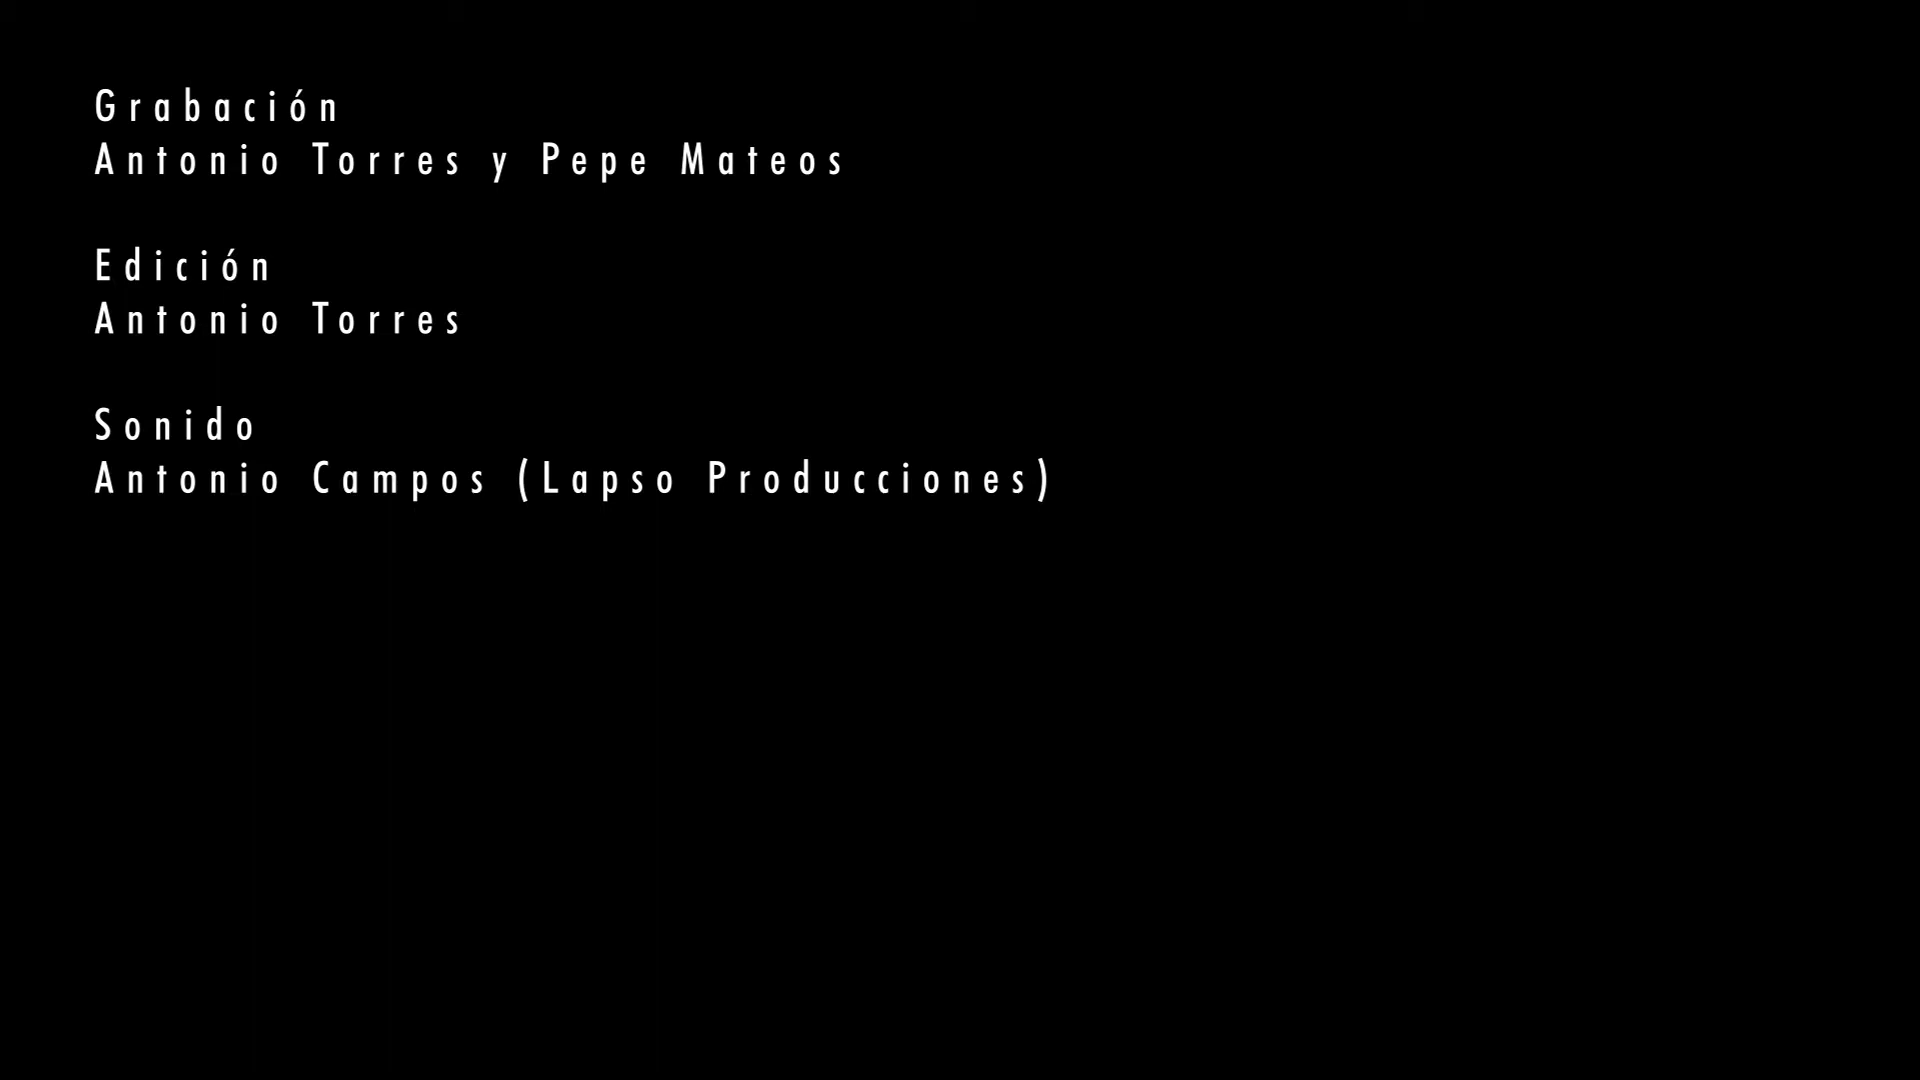 Grabación
Antonio Torres y Pepe Mateos
Edición
Antonio Torres
Sonido
Antonio Campos (Lapso Producciones)